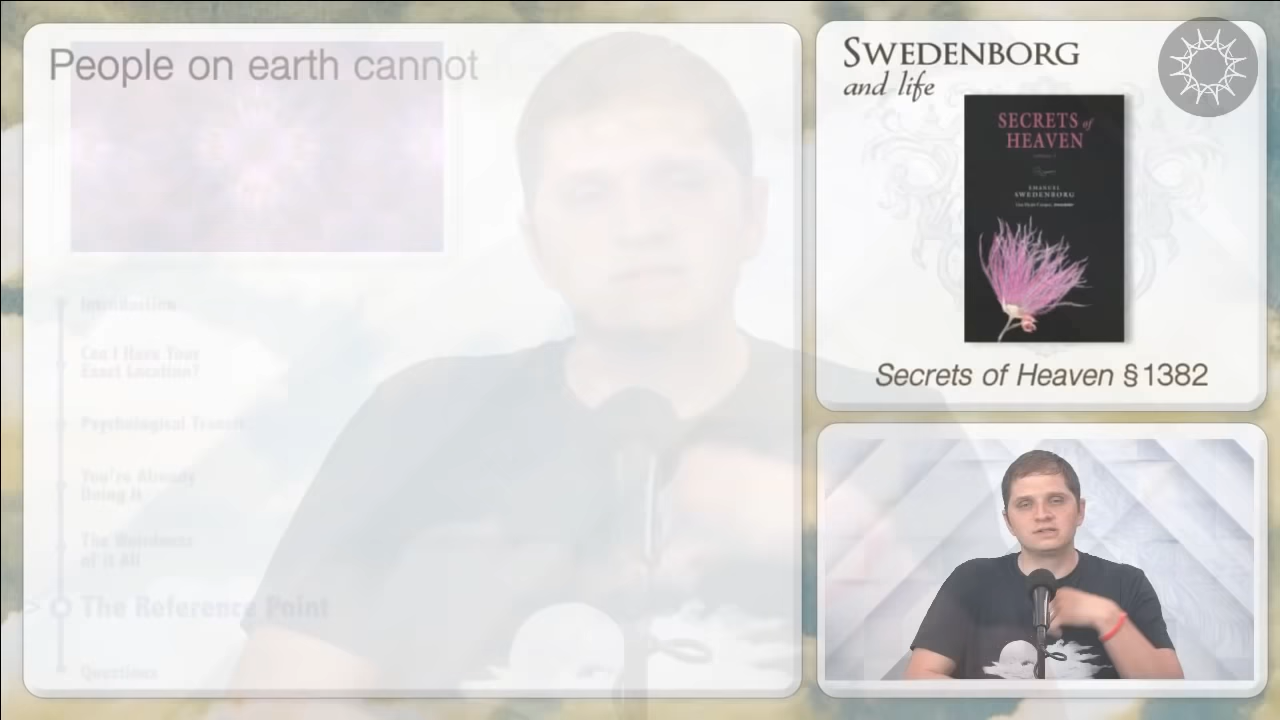 People on earth cannot
Introduction
Can't Have Your
Exact Location?
Psychological Travels
You're Already
Doing It
The Weirdness
of It All
> The Reference Point
Questions
SWEDENBORG
and life
SECRETS of
HEAVEN
EMANUEL
SWEDENBORG
Secrets of Heaven §1382